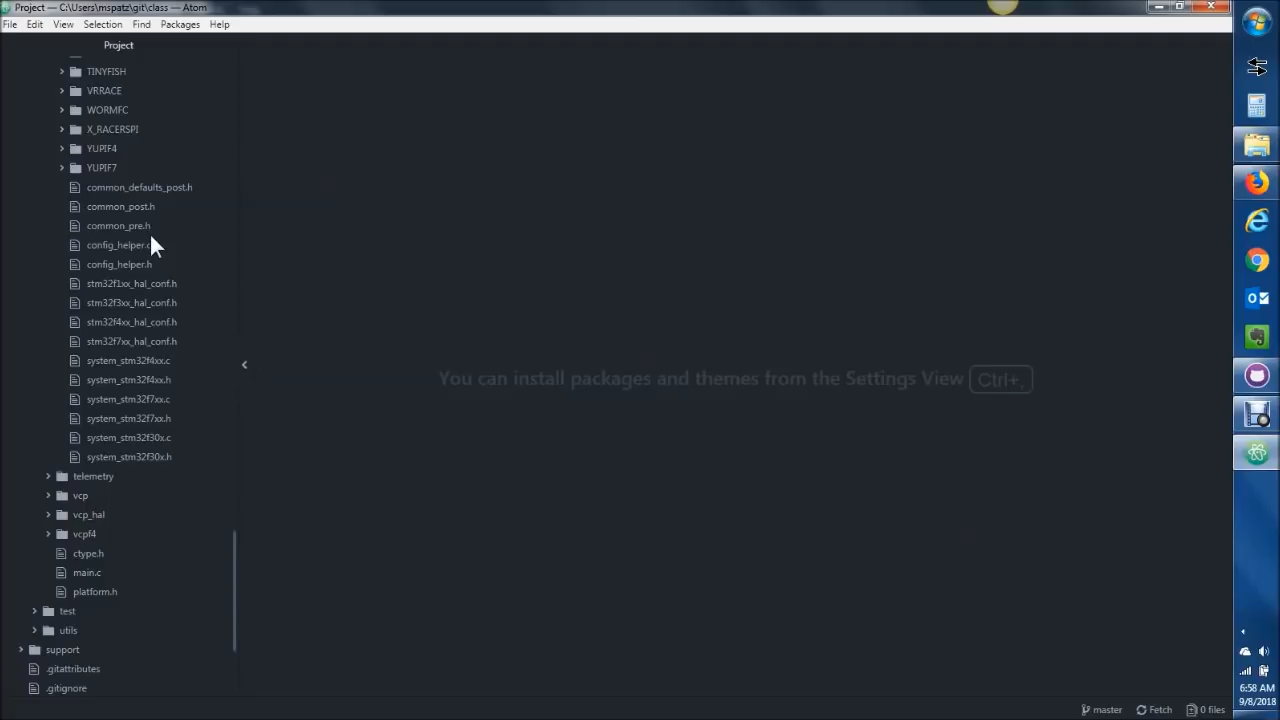 Project — C:\Users\mspatz\git\class — Atom
File Edit View Selection Find Packages Help
Project
TINYFISH
VRRACE
WORMFC
X_RACERSPI
YUPIF4
YUPIF7
common_defaults_post.h
common_post.h
common_pre.h
config_helper.c
config_helper.h
stm32f1xx_hal_conf.h
stm32f3xx_hal_conf.h
stm32f4xx_hal_conf.h
stm32f7xx_hal_conf.h
system_stm32f4xx.c
system_stm32f4xx.h
system_stm32f7xx.c
system_stm32f7xx.h
system_stm32f30x.c
system_stm32f30x.h
telemetry
vcp
vcp_hal
vcpf4
ctype.h
main.c
platform.h
test
utils
support
.gitattributes
.gitignore
You can install packages and themes from the Settings View Ctrl+,
master Fetch 0 files
6:58 AM
9/8/2018